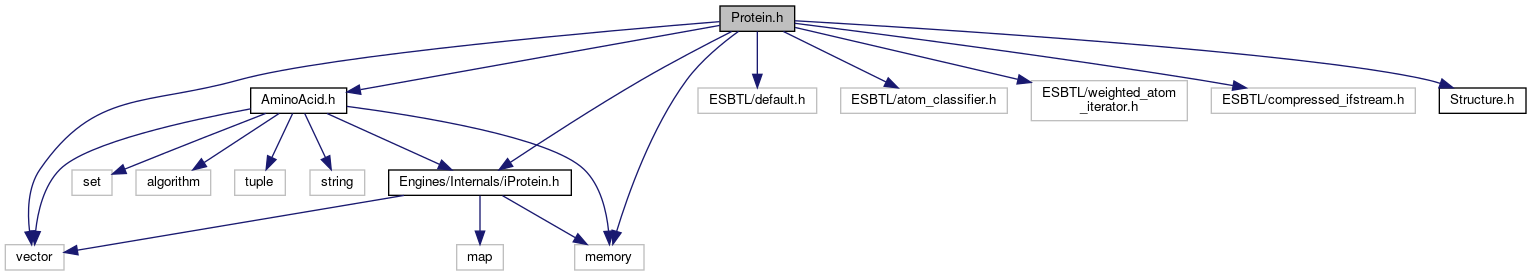 Protein.h
AminoAcid.h
ESBTL/default.h
ESBTL/atom_classifier.h
ESBTL/weighted_atom
_iterator.h
ESBTL/compressed_ifstream.h
Structure.h
set
algorithm
tuple
string
Engines/Internals/iProtein.h
vector
map
memory